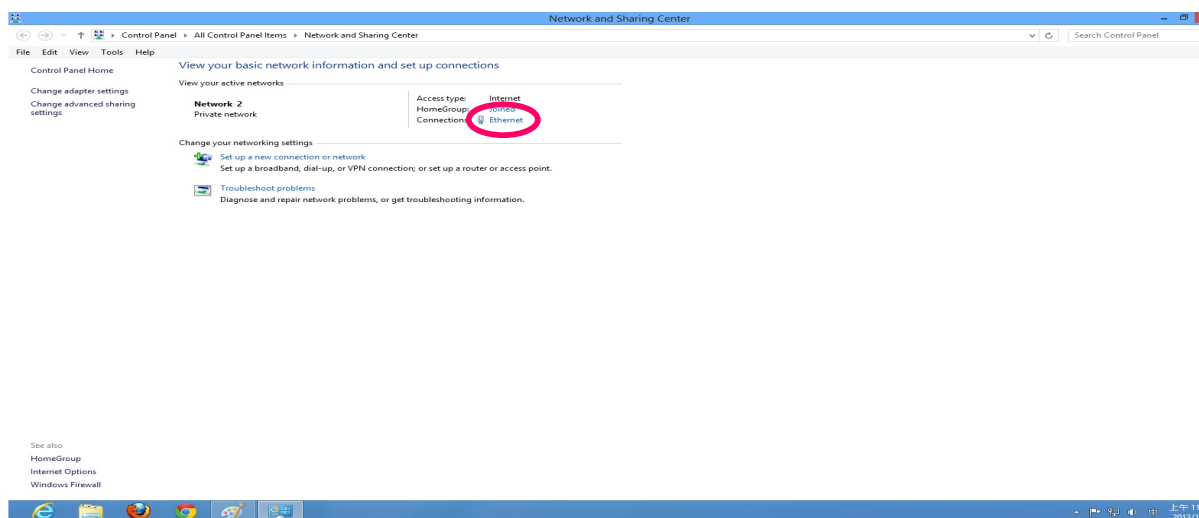 Network and Sharing Center
Control Panel ▸ All Control Panel Items ▸ Network and Sharing Center
Search Control Panel
File Edit View Tools Help
Control Panel Home
Change adapter settings
Change advanced sharing
settings
View your basic network information and set up connections
View your active networks
Network 2
Private network
Access type: Internet
HomeGroup: Joined
Connections: Ethernet
Change your networking settings
Set up a new connection or network
Set up a broadband, dial-up, or VPN connection; or set up a router or access point.
Troubleshoot problems
Diagnose and repair network problems, or get troubleshooting information.
See also
HomeGroup
Internet Options
Windows Firewall
中
上午 11